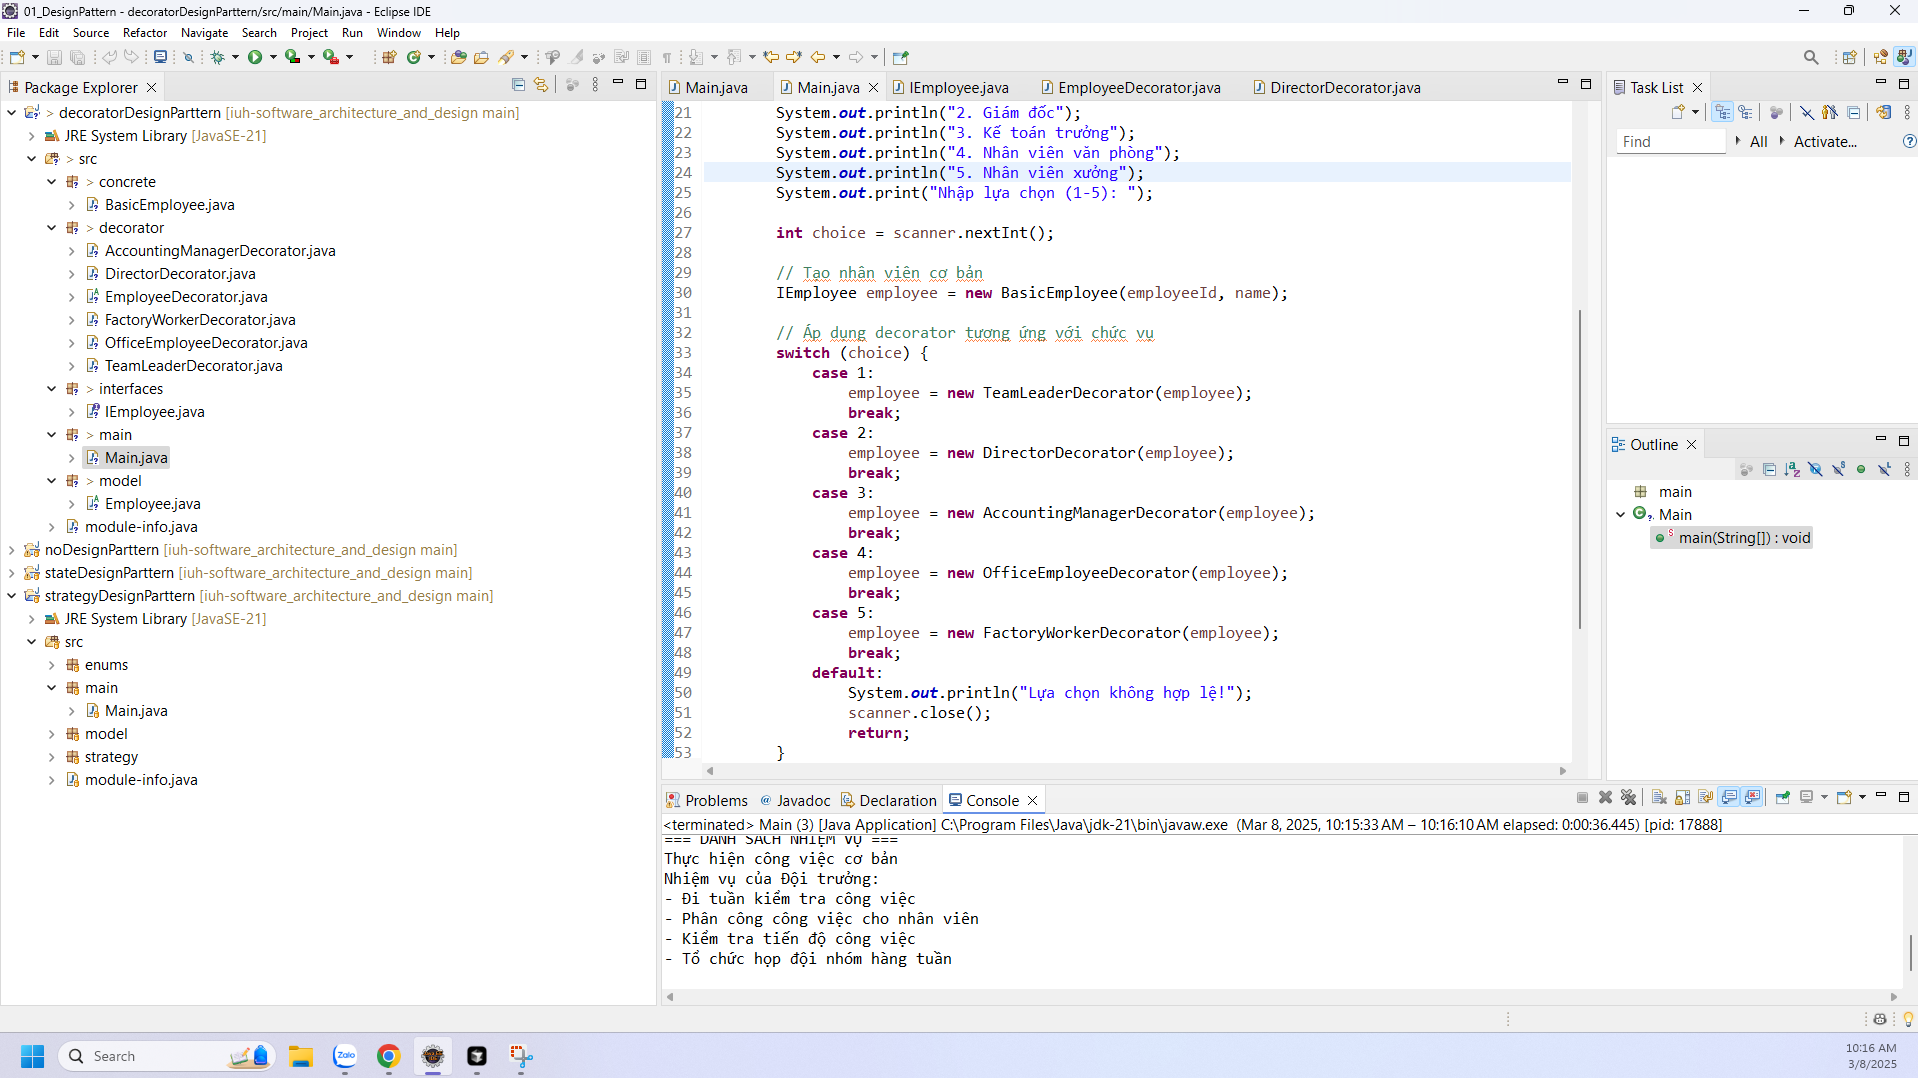 01_DesignPattern - decoratorDesignParttern/src/main/Main.java - Eclipse IDE
File Edit Source Refactor Navigate Search Project Run Window Help
Package Explorer
> decoratorDesignParttern [iuh-software_architecture_and_design main]
JRE System Library [JavaSE-21]
> src
> concrete
BasicEmployee.java
> decorator
AccountingManagerDecorator.java
DirectorDecorator.java
EmployeeDecorator.java
FactoryWorkerDecorator.java
OfficeEmployeeDecorator.java
TeamLeaderDecorator.java
> interfaces
IEmployee.java
> main
Main.java
> model
Employee.java
module-info.java
noDesignParttern [iuh-software_architecture_and_design main]
stateDesignParttern [iuh-software_architecture_and_design main]
strategyDesignParttern [iuh-software_architecture_and_design main]
JRE System Library [JavaSE-21]
src
enums
main
Main.java
model
strategy
module-info.java
Main.java Main.java IEmployee.java EmployeeDecorator.java DirectorDecorator.java
21 System.out.println("2. Giám đốc");
22 System.out.println("3. Kế toán trưởng");
23 System.out.println("4. Nhân viên văn phòng");
24 System.out.println("5. Nhân viên xưởng");
25 System.out.print("Nhập lựa chọn (1-5): ");
26
27 int choice = scanner.nextInt();
28
29 // Tạo nhân viên cơ bản
30 IEmployee employee = new BasicEmployee(employeeId, name);
31
32 // Áp dụng decorator tương ứng với chức vụ
33 switch (choice) {
34 case 1:
35 employee = new TeamLeaderDecorator(employee);
36 break;
37 case 2:
38 employee = new DirectorDecorator(employee);
39 break;
40 case 3:
41 employee = new AccountingManagerDecorator(employee);
42 break;
43 case 4:
44 employee = new OfficeEmployeeDecorator(employee);
45 break;
46 case 5:
47 employee = new FactoryWorkerDecorator(employee);
48 break;
49 default:
50 System.out.println("Lựa chọn không hợp lệ!");
51 scanner.close();
52 return;
53 }
Task List
Find All Activate...
Outline
main
Main
main(String[]) : void
Problems Javadoc Declaration Console
<terminated> Main (3) [Java Application] C:\Program Files\Java\jdk-21\bin\javaw.exe (Mar 8, 2025, 10:15:33 AM – 10:16:10 AM elapsed: 0:00:36.445) [pid: 17888]
=== DANH SÁCH NHIỆM VỤ ===
Thực hiện công việc cơ bản
Nhiệm vụ của Đội trưởng:
- Đi tuần kiểm tra công việc
- Phân công công việc cho nhân viên
- Kiểm tra tiến độ công việc
- Tổ chức họp đội nhóm hàng tuần
Search
Zalo
10:16 AM
3/8/2025